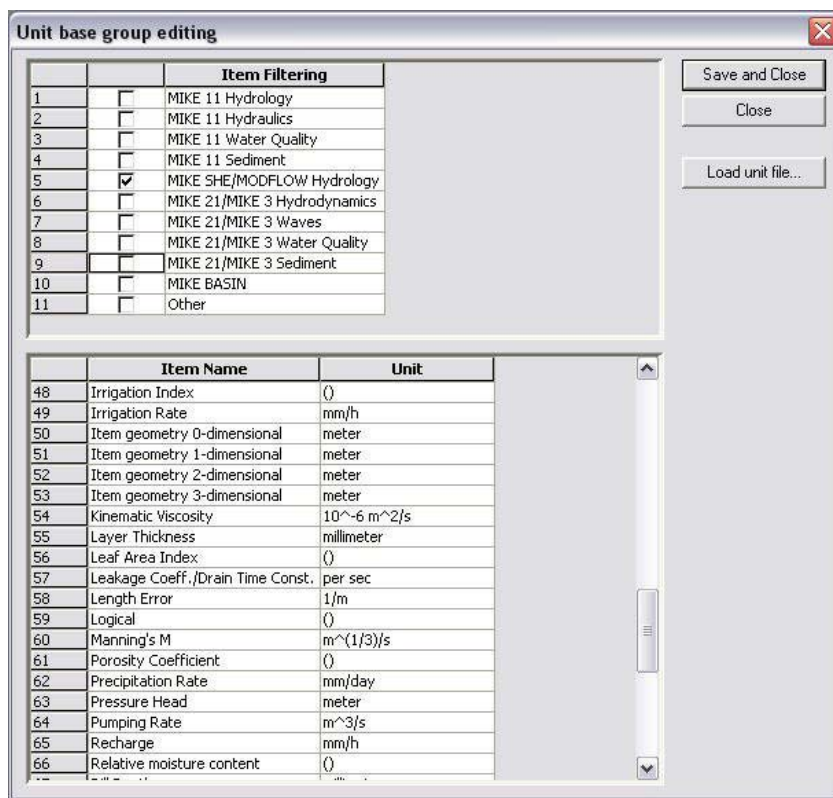 Unit base group editing
Item Filtering
1 MIKE 11 Hydrology
2 MIKE 11 Hydraulics
3 MIKE 11 Water Quality
4 MIKE 11 Sediment
5 MIKE SHE/MODFLOW Hydrology
6 MIKE 21/MIKE 3 Hydrodynamics
7 MIKE 21/MIKE 3 Waves
8 MIKE 21/MIKE 3 Water Quality
9 MIKE 21/MIKE 3 Sediment
10 MIKE BASIN
11 Other
Save and Close
Close
Load unit file...
Item Name Unit
48 Irrigation Index ()
49 Irrigation Rate mm/h
50 Item geometry 0-dimensional meter
51 Item geometry 1-dimensional meter
52 Item geometry 2-dimensional meter
53 Item geometry 3-dimensional meter
54 Kinematic Viscosity 10^-6 m^2/s
55 Layer Thickness millimeter
56 Leaf Area Index ()
57 Leakage Coeff./Drain Time Const. per sec
58 Length Error 1/m
59 Logical ()
60 Manning's M m^(1/3)/s
61 Porosity Coefficient ()
62 Precipitation Rate mm/day
63 Pressure Head meter
64 Pumping Rate m^3/s
65 Recharge mm/h
66 Relative moisture content ()